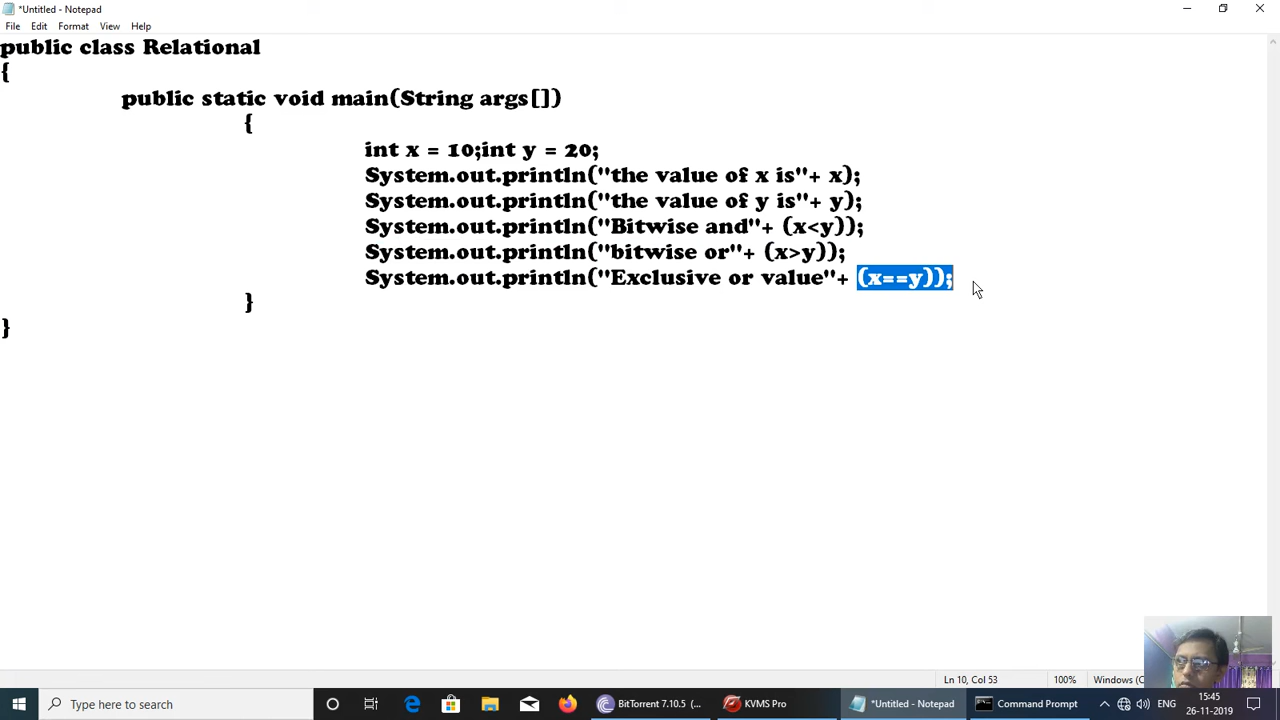 *Untitled - Notepad
File Edit Format View Help
public class Relational
{
public static void main(String args[])
{
int x = 10;int y = 20;
System.out.println("the value of x is"+ x);
System.out.println("the value of y is"+ y);
System.out.println("Bitwise and"+ (x<y));
System.out.println("bitwise or"+ (x>y));
System.out.println("Exclusive or value"+ (x==y));
}
}
Ln 10, Col 53 100% Windows (C
Type here to search BitTorrent 7.10.5 (... KVMS Pro *Untitled - Notepad Command Prompt ENG 15:45
26-11-2019